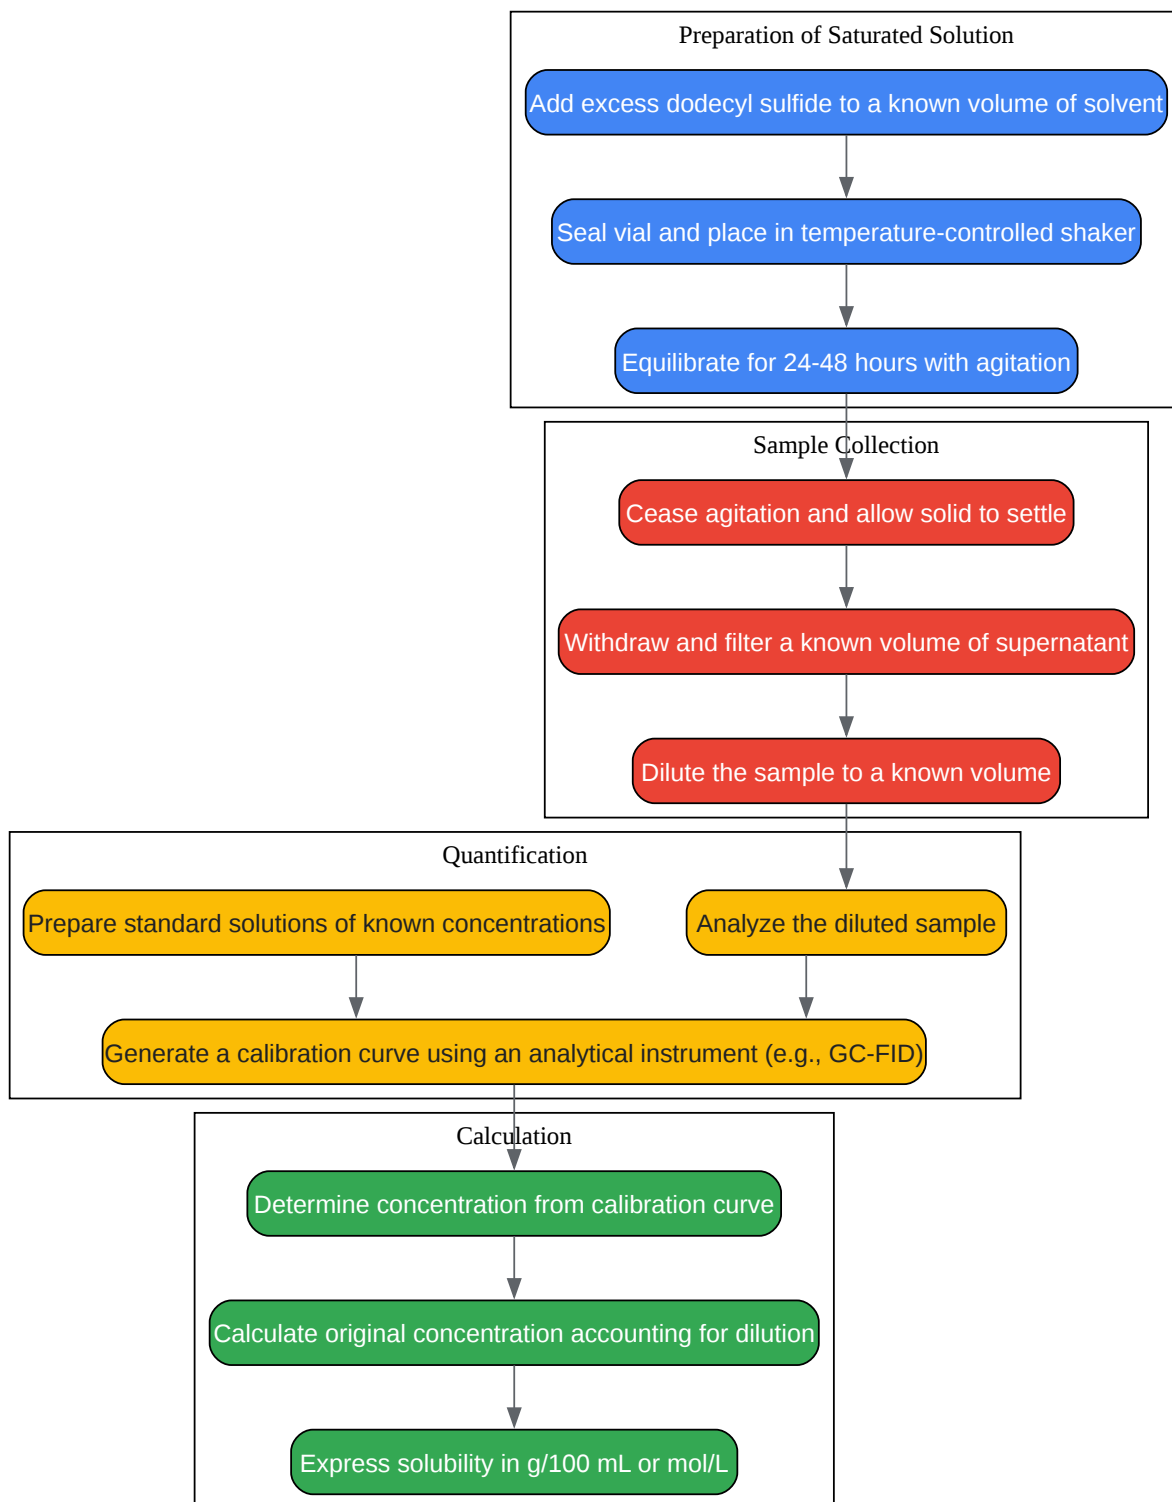 Preparation of Saturated Solution
Add excess dodecyl sulfide to a known volume of solvent
Seal vial and place in temperature-controlled shaker
Equilibrate for 24-48 hours with agitation
Sample Collection
Cease agitation and allow solid to settle
Withdraw and filter a known volume of supernatant
Dilute the sample to a known volume
Quantification
Prepare standard solutions of known concentrations
Analyze the diluted sample
Generate a calibration curve using an analytical instrument (e.g., GC-FID)
Calculation
Determine concentration from calibration curve
Calculate original concentration accounting for dilution
Express solubility in g/100 mL or mol/L